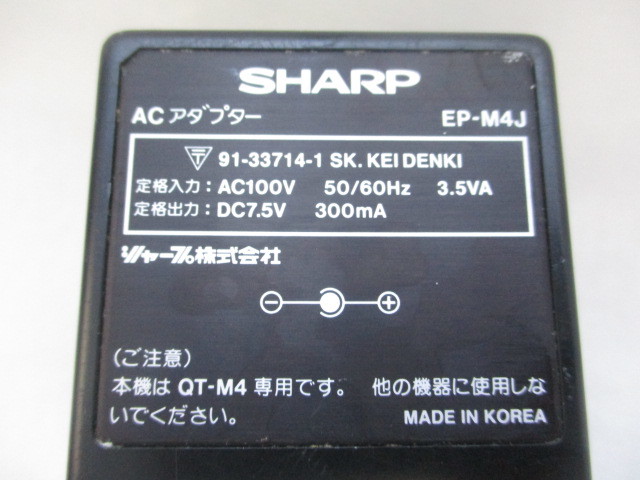 SHARP
ACアダプター EP-M4J
〒 91-33714-1 SK. KEI DENKI
定格入力：AC100V 50/60Hz 3.5VA
定格出力：DC7.5V 300mA
シャープ株式会社
⊖ ⊕
（ご注意）
本機は QT-M4 専用です。 他の機器に使用しな
いでください。 MADE IN KOREA